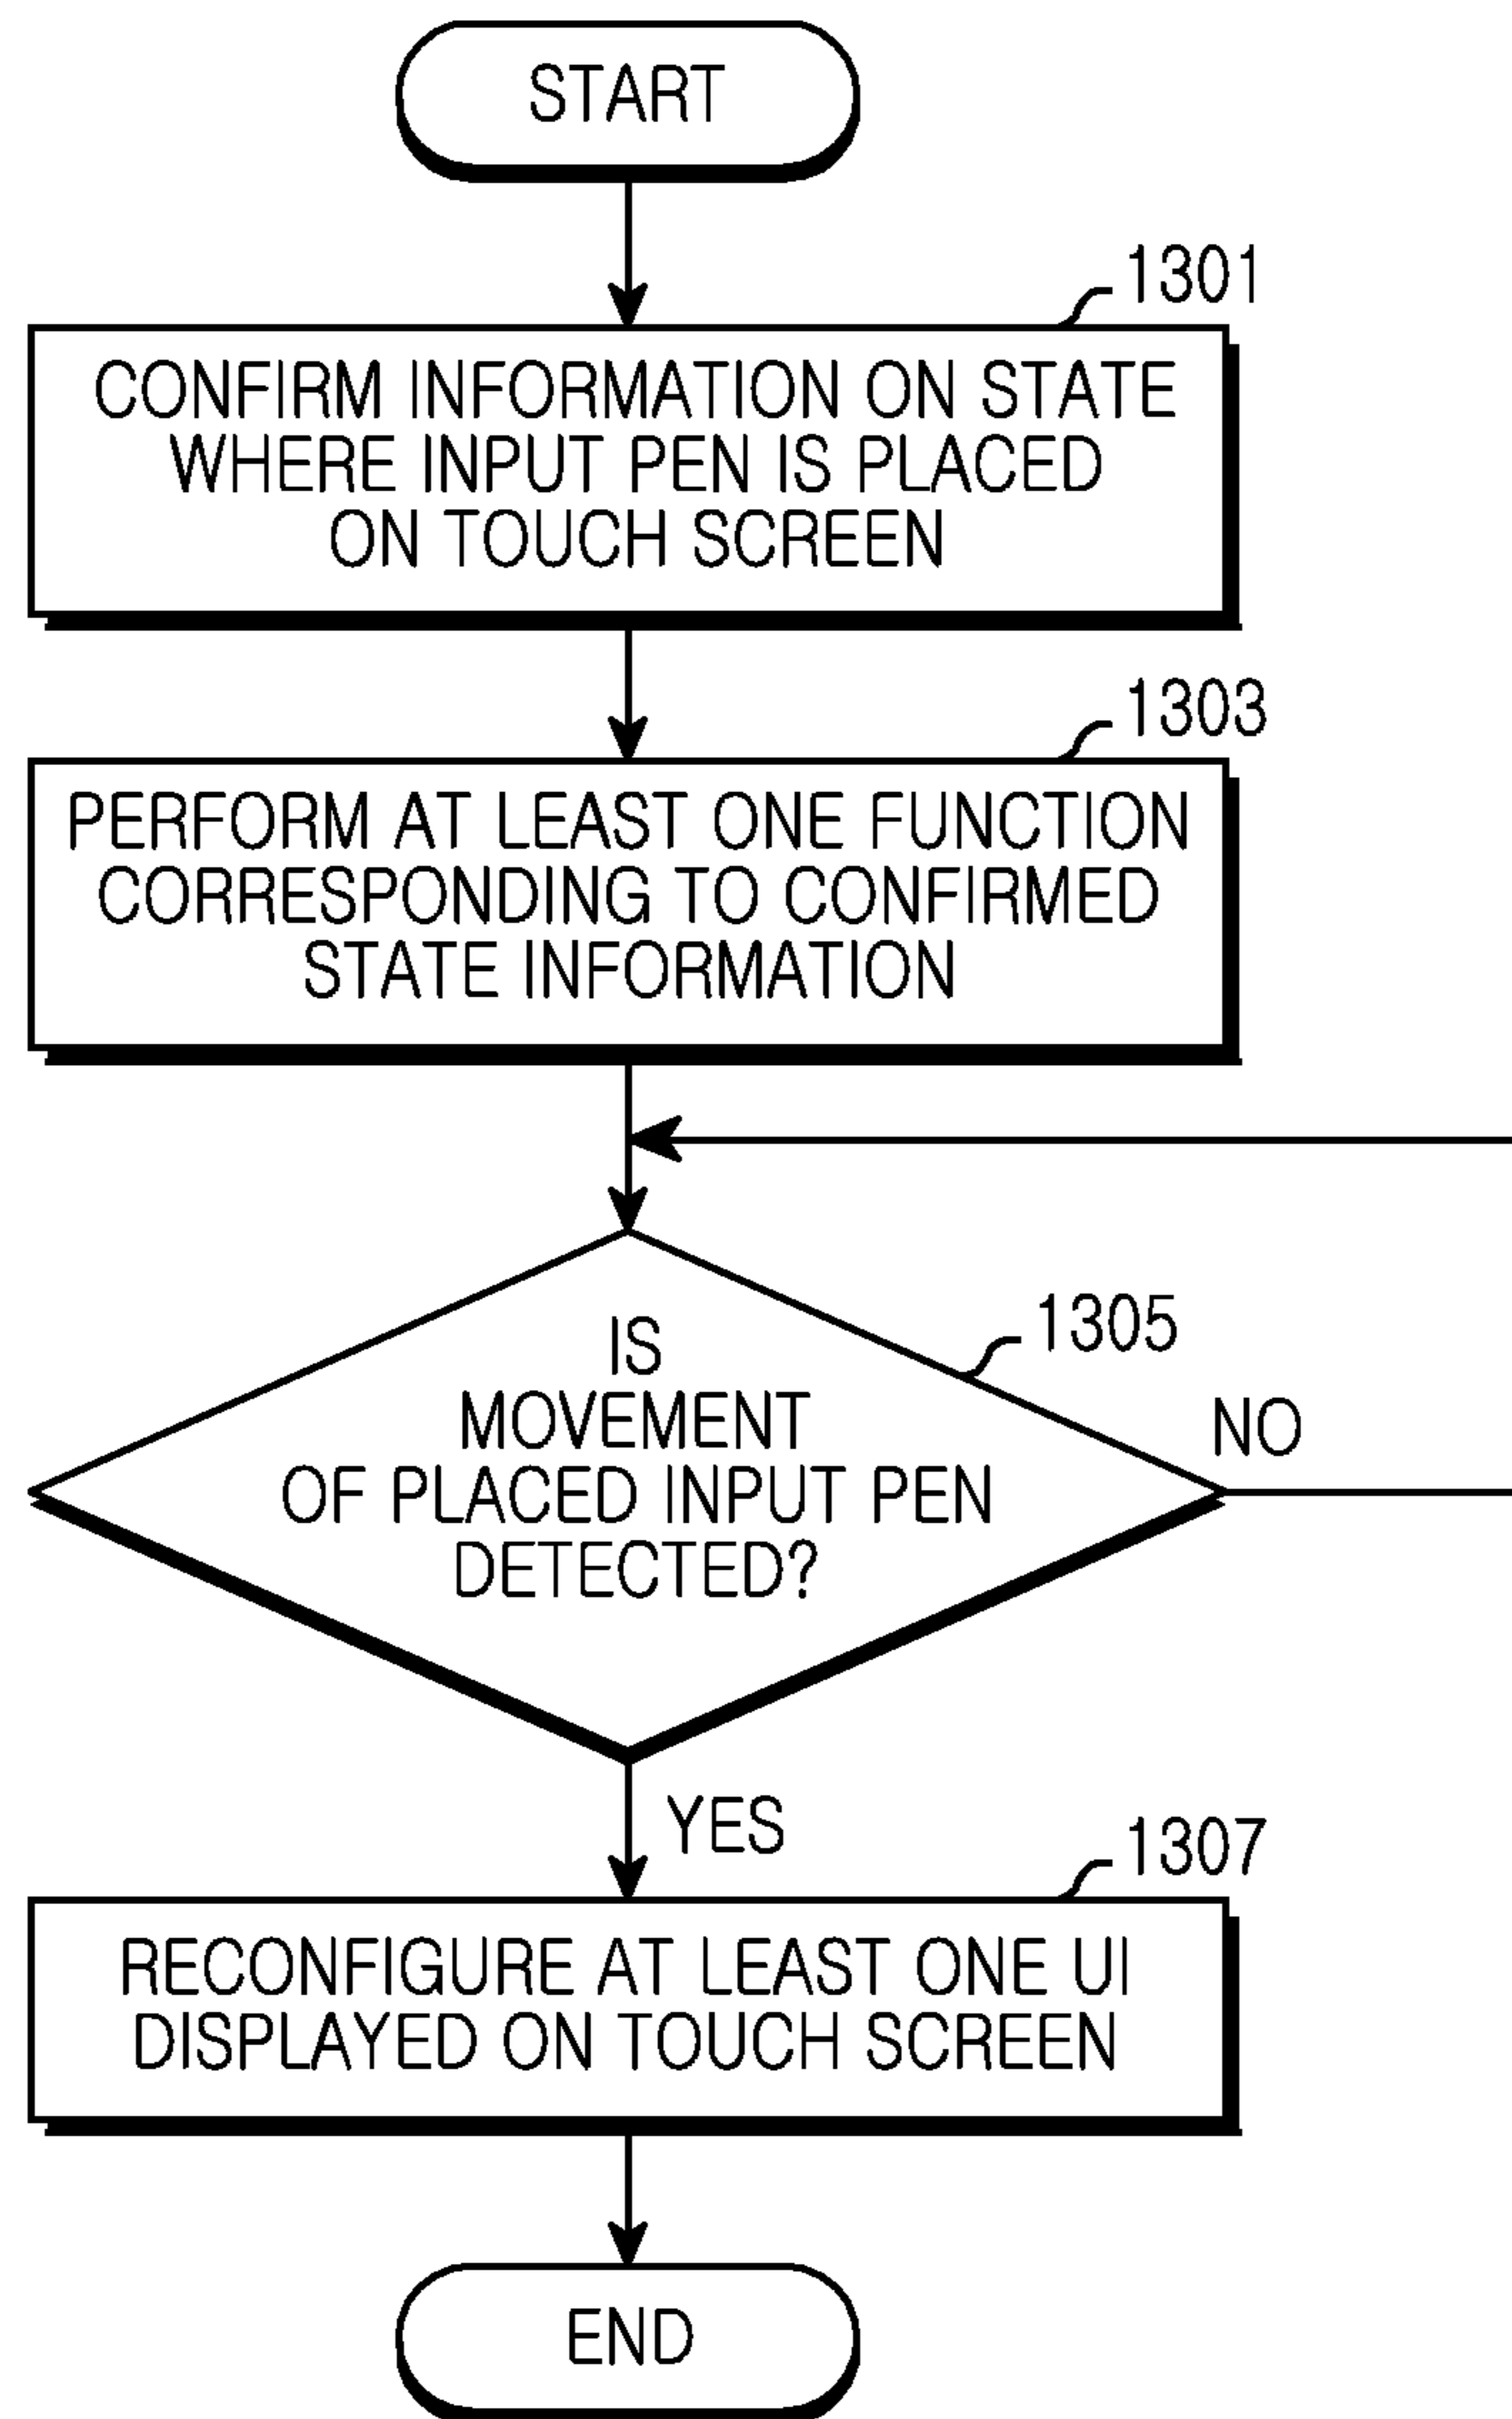 START
1301
CONFIRM INFORMATION ON STATE
WHERE INPUT PEN IS PLACED
ON TOUCH SCREEN
1303
PERFORM AT LEAST ONE FUNCTION
CORRESPONDING TO CONFIRMED
STATE INFORMATION
1305
IS
MOVEMENT
OF PLACED INPUT PEN
DETECTED?
NO
YES
1307
RECONFIGURE AT LEAST ONE UI
DISPLAYED ON TOUCH SCREEN
END